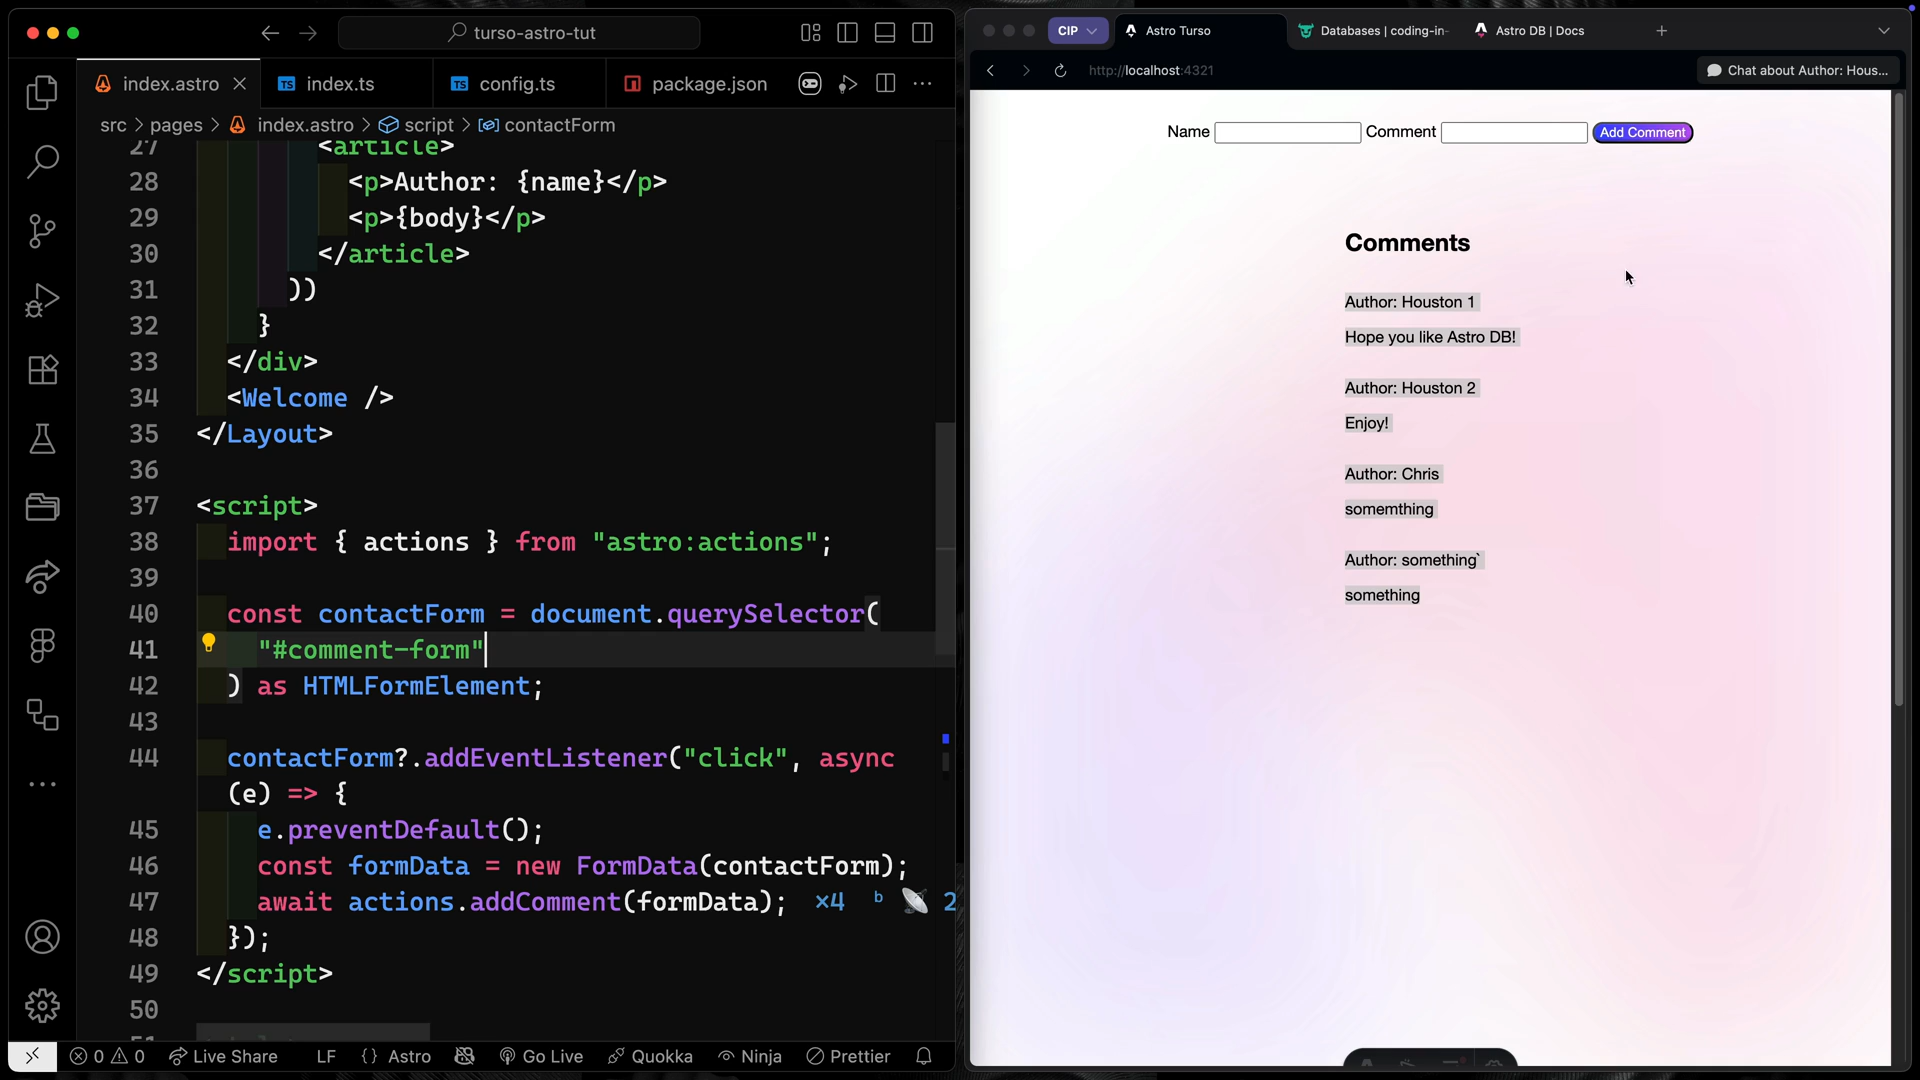 turso-astro-tut
index.astro
index.ts
config.ts
package.json
src > pages > index.astro > script > contactForm
27 <article>
28 <p>Author: {name}</p>
29 <p>{body}</p>
30 </article>
31 ))
32 }
33 </div>
34 <Welcome />
35 </Layout>
36
37 <script>
38 import { actions } from "astro:actions";
39
40 const contactForm = document.querySelector(
41 "#comment-form"
42 ) as HTMLFormElement;
43
44 contactForm?.addEventListener("click", async
(e) => {
45 e.preventDefault();
46 const formData = new FormData(contactForm);
47 await actions.addComment(formData); ×4 b 2
48 });
49 </script>
50
0 0 Live Share LF {} Astro Go Live Quokka Ninja Prettier
CIP
Astro Turso
Databases | coding-in-
Astro DB | Docs
http://localhost:4321
Chat about Author: Hous...
Name Comment Add Comment
Comments
Author: Houston 1
Hope you like Astro DB!
Author: Houston 2
Enjoy!
Author: Chris
somemthing
Author: something`
something